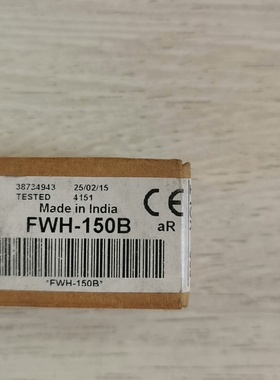 38734943 25/02/15
TESTED 4151
Made in India
CE
FWH-150B aR
*FWH-150B*